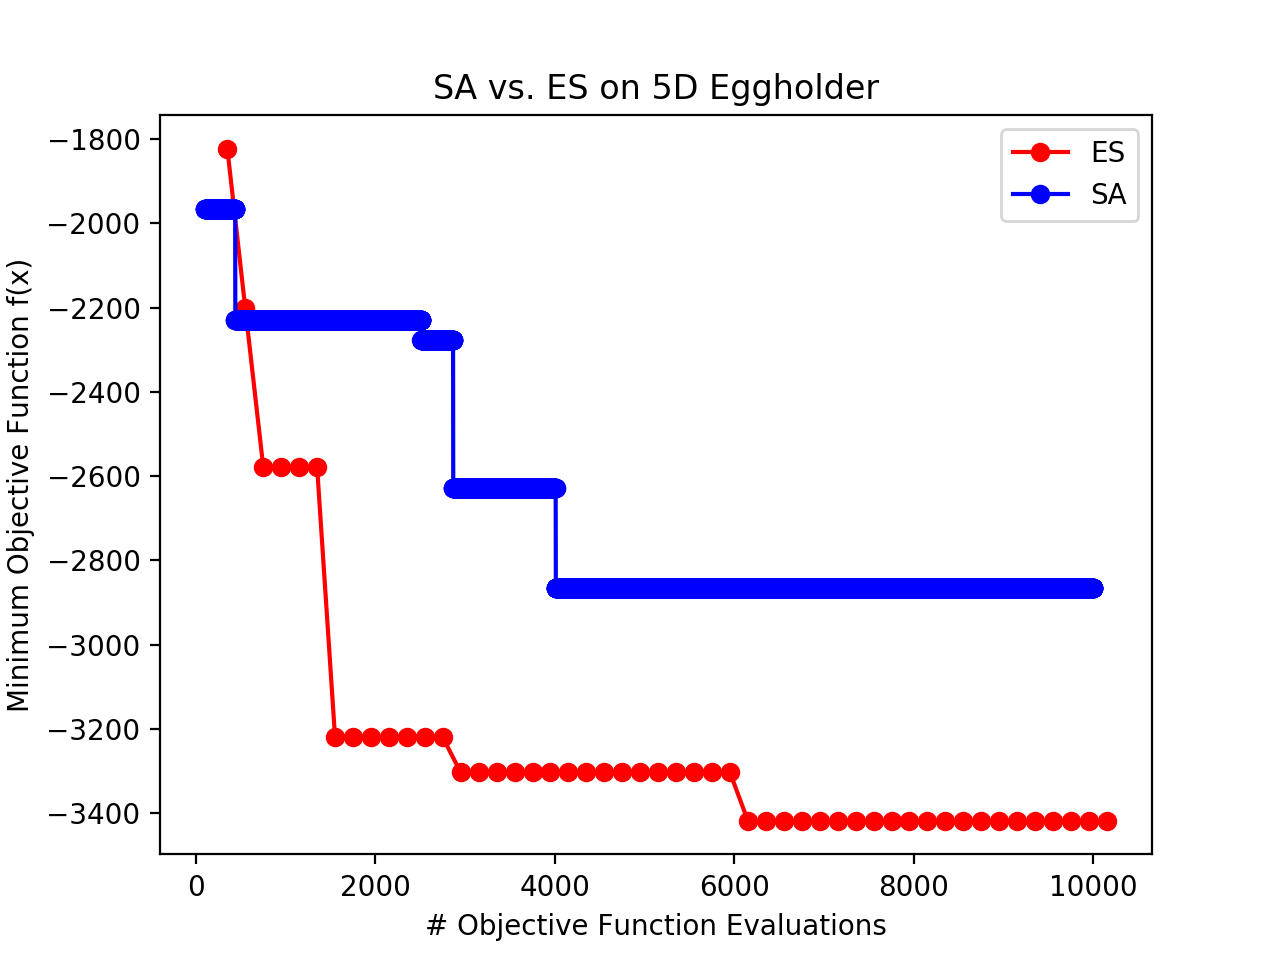 SA vs. ES on 5D Eggholder
ES
SA
Minimum Objective Function f(x)
−1800
−2000
−2200
−2400
−2600
−2800
−3000
−3200
−3400
0 2000 4000 6000 8000 10000
# Objective Function Evaluations